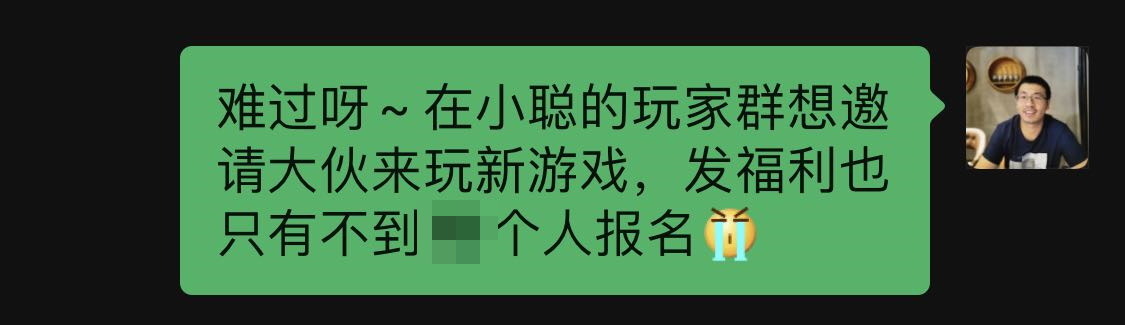 难过呀~在小聪的玩家群想邀
请大伙来玩新游戏，发福利也
只有不到 个人报名😭